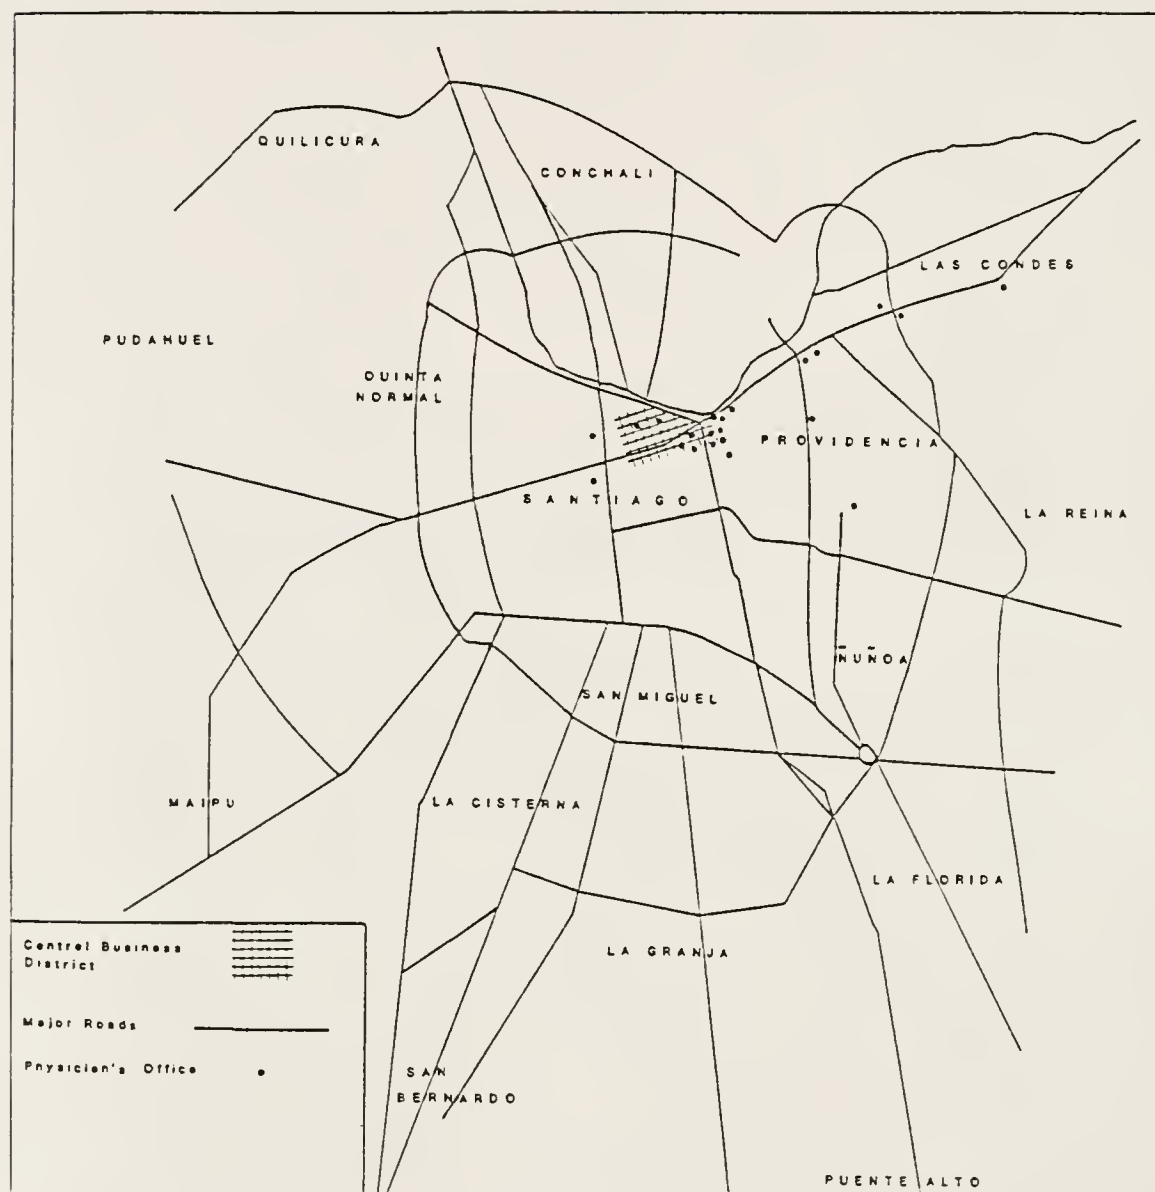 QUILICURA
CONCHALI
LAS CONDES
PUDAHUEL
QUINTA
NORMAL
PROVIDENCIA
SANTIAGO
LA REINA
ÑUÑOA
SAN MIGUEL
MAIPU
LA CISTERNA
LA FLORIDA
LA GRANJA
Central Business
District
Major Roads
Physician's Office
SAN
BERNARDO
PUENTE ALTO